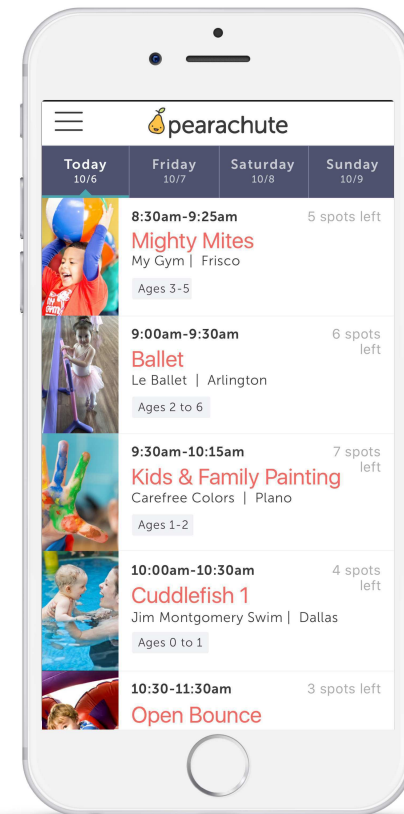 pearachute
Today Friday Saturday Sunday
10/6 10/7 10/8 10/9
8:30am-9:25am 5 spots left
Mighty Mites
My Gym | Frisco
Ages 3-5
9:00am-9:30am 6 spots
left
Ballet
Le Ballet | Arlington
Ages 2 to 6
9:30am-10:15am 7 spots
left
Kids & Family Painting
Carefree Colors | Plano
Ages 1-2
10:00am-10:30am 4 spots
left
Cuddlefish 1
Jim Montgomery Swim | Dallas
Ages 0 to 1
10:30-11:30am 3 spots left
Open Bounce